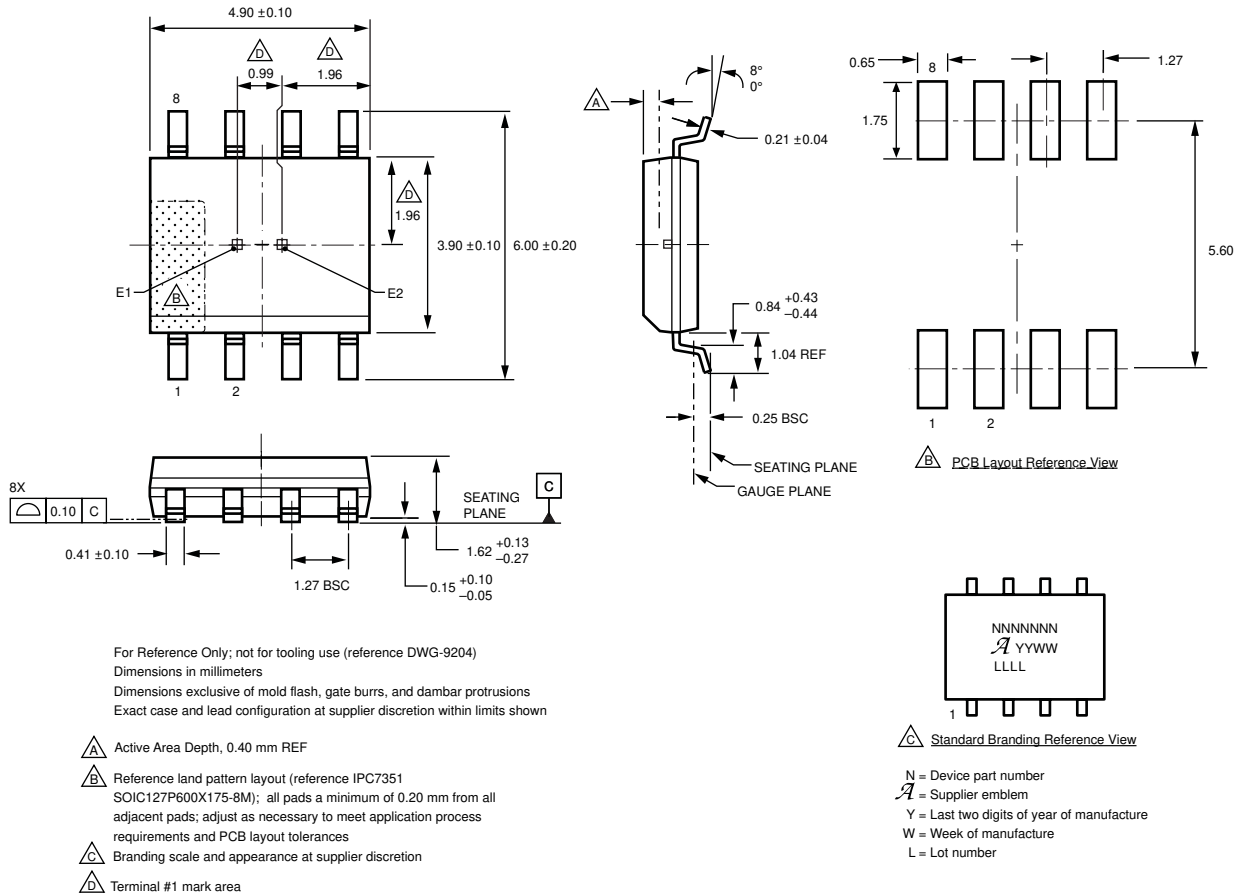 4.90 ±0.10
D
D
0.99
1.96
8
D
1.96
3.90 ±0.10
6.00 ±0.20
E1
B
E2
1
2
8°
0°
A
0.21 ±0.04
0.84 +0.43
–0.44
1.04 REF
0.25 BSC
SEATING PLANE
GAUGE PLANE
0.65
8
1.27
1.75
5.60
1
2
B PCB Layout Reference View
8X
0.10 C
0.41 ±0.10
1.27 BSC
SEATING
PLANE
C
1.62 +0.13
–0.27
0.15 +0.10
–0.05
NNNNNNN
A YYWW
LLLL
1
C Standard Branding Reference View
N = Device part number
A = Supplier emblem
Y = Last two digits of year of manufacture
W = Week of manufacture
L = Lot number
For Reference Only; not for tooling use (reference DWG-9204)
Dimensions in millimeters
Dimensions exclusive of mold flash, gate burrs, and dambar protrusions
Exact case and lead configuration at supplier discretion within limits shown
A Active Area Depth, 0.40 mm REF
B Reference land pattern layout (reference IPC7351
SOIC127P600X175-8M); all pads a minimum of 0.20 mm from all
adjacent pads; adjust as necessary to meet application process
requirements and PCB layout tolerances
C Branding scale and appearance at supplier discretion
D Terminal #1 mark area